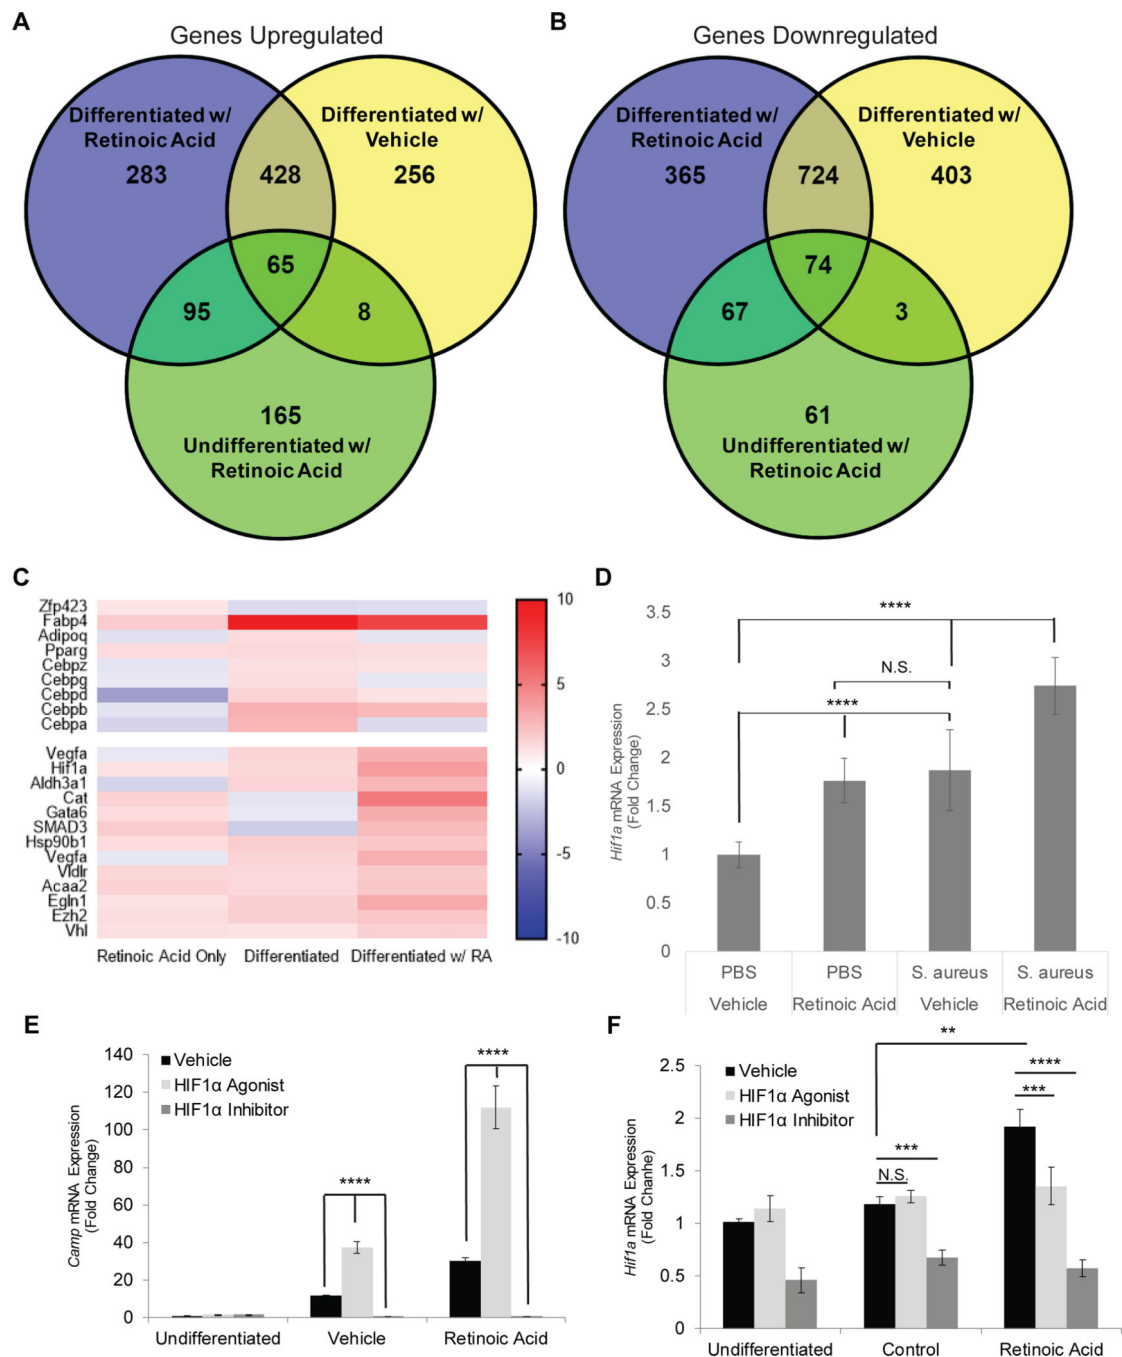 A
Genes Upregulated
Differentiated w/
Retinoic Acid
283
428
Differentiated w/
Vehicle
256
65
95
8
165
Undifferentiated w/
Retinoic Acid
B
Genes Downregulated
Differentiated w/
Retinoic Acid
365
724
Differentiated w/
Vehicle
403
74
67
3
61
Undifferentiated w/
Retinoic Acid
C
Zfp423
Fabp4
Adipoq
Pparg
Cebpz
Cebpg
Cebpd
Cebpb
Cebpa
Vegfa
Hif1a
Aldh3a1
Cat
Gata6
SMAD3
Hsp90b1
Vegfa
Vldlr
Acaa2
Egln1
Ezh2
Vhl
Retinoic Acid Only
Differentiated
Differentiated w/ RA
10
5
0
-5
-10
D
Hif1a mRNA Expression
(Fold Change)
3.5
3
2.5
2
1.5
1
0.5
0
****
N.S.
****
PBS
Vehicle
PBS
Retinoic Acid
S. aureus
Vehicle
S. aureus
Retinoic Acid
E
Camp mRNA Expression
(Fold Change)
140
120
100
80
60
40
20
0
Vehicle
HIF1α Agonist
HIF1α Inhibitor
****
****
Undifferentiated
Vehicle
Retinoic Acid
F
Hif1a mRNA Expression
(Fold Chanhe)
2.5
2
1.5
1
0.5
0
Vehicle
HIF1α Agonist
HIF1α Inhibitor
**
****
***
***
N.S.
Undifferentiated
Control
Retinoic Acid